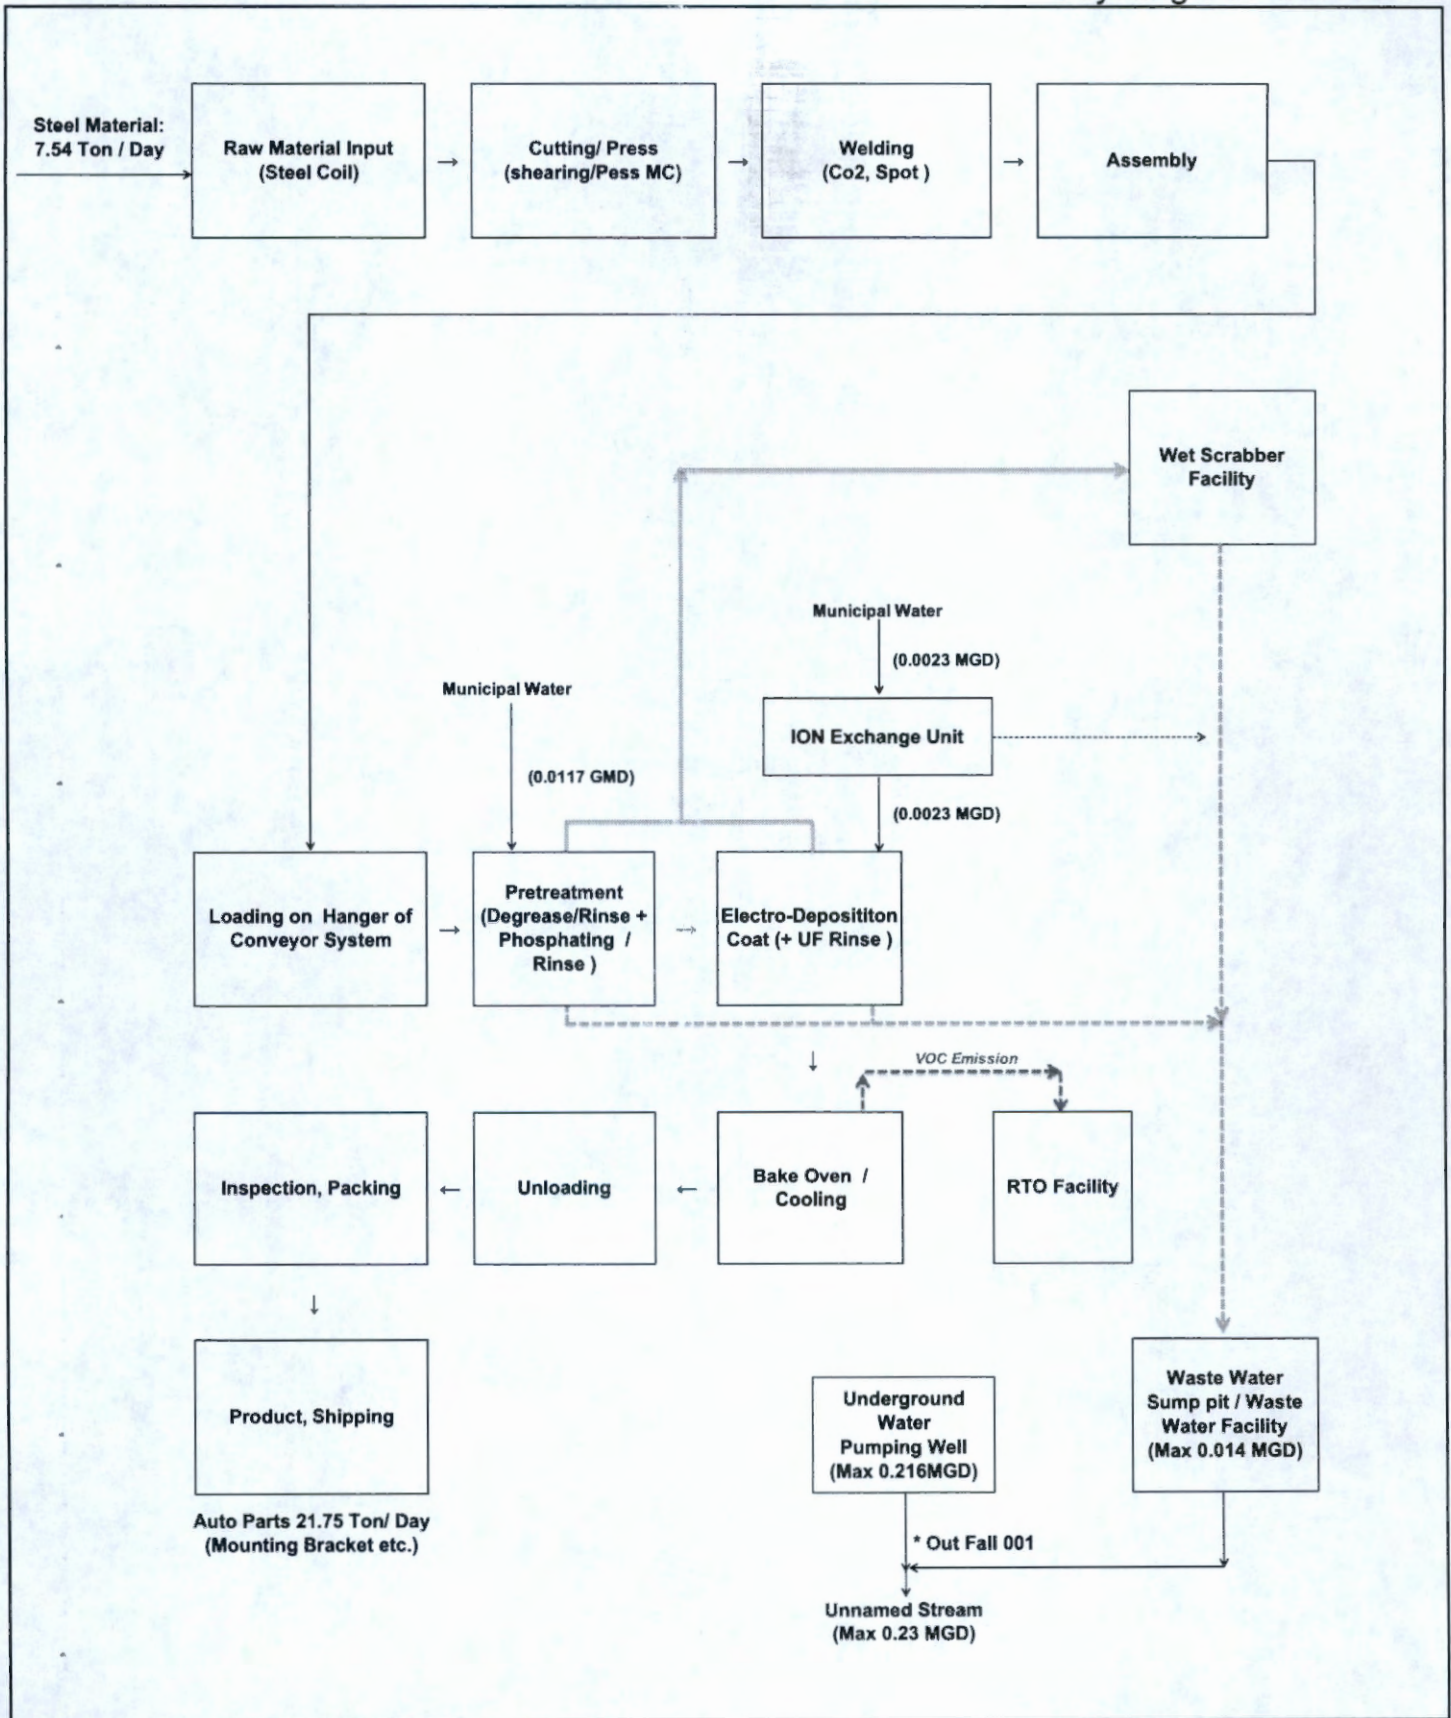 Steel Material:
7.54 Ton / Day
Raw Material Input
(Steel Coil)
Cutting/ Press
(shearing/Pess MC)
Welding
(Co2, Spot )
Assembly
Wet Scrabber
Facility
Municipal Water
(0.0023 MGD)
Municipal Water
ION Exchange Unit
(0.0117 GMD)
(0.0023 MGD)
Loading on Hanger of
Conveyor System
Pretreatment
(Degrease/Rinse +
Phosphating /
Rinse )
Electro-Deposititon
Coat (+ UF Rinse )
VOC Emission
Inspection, Packing
Unloading
Bake Oven /
Cooling
RTO Facility
Product, Shipping
Underground
Water
Pumping Well
(Max 0.216MGD)
Waste Water
Sump pit / Waste
Water Facility
(Max 0.014 MGD)
Auto Parts 21.75 Ton/ Day
(Mounting Bracket etc.)
* Out Fall 001
Unnamed Stream
(Max 0.23 MGD)